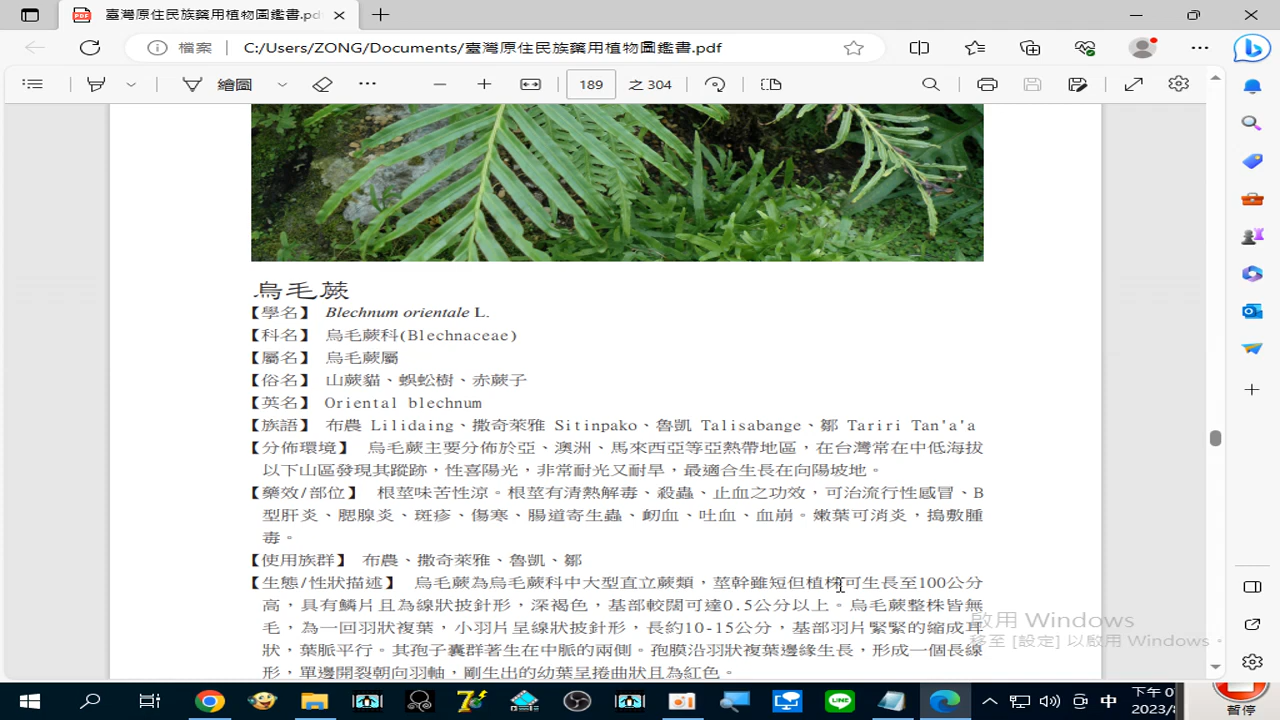 臺灣原住民族藥用植物圖鑑書.pdf
檔案 C:/Users/ZONG/Documents/臺灣原住民族藥用植物圖鑑書.pdf
繪圖 189 之 304
烏毛蕨
【學名】 Blechnum orientale L.
【科名】 烏毛蕨科(Blechnaceae)
【屬名】 烏毛蕨屬
【俗名】 山蕨貓、蜈蚣樹、赤蕨子
【英名】 Oriental blechnum
【族語】 布農 Lilidaing、撒奇萊雅 Sitinpako、魯凱 Talisabange、鄒 Tariri Tan'a'a
【分佈環境】 烏毛蕨主要分佈於亞、澳洲、馬來西亞等亞熱帶地區，在台灣常在中低海拔
以下山區發現其蹤跡，性喜陽光，非常耐光又耐旱，最適合生長在向陽坡地。
【藥效/部位】 根莖味苦性涼。根莖有清熱解毒、殺蟲、止血之功效，可治流行性感冒、B
型肝炎、腮腺炎、斑疹、傷寒、腸道寄生蟲、衂血、吐血、血崩。嫩葉可消炎，搗敷腫
毒。
【使用族群】 布農、撒奇萊雅、魯凱、鄒
【生態/性狀描述】 烏毛蕨為烏毛蕨科中大型直立蕨類，莖幹雖短但植株可生長至100公分
高，具有鱗片且為線狀披針形，深褐色，基部較闊可達0.5公分以上。烏毛蕨整株皆無
毛，為一回羽狀複葉，小羽片呈線狀披針形，長約10-15公分，基部羽片緊緊的縮成耳
狀，葉脈平行。其孢子囊群著生在中脈的兩側。孢膜沿羽狀複葉邊緣生長，形成一個長線
形，單邊開裂朝向羽軸，剛生出的幼葉呈捲曲狀且為紅色。
啟用 Windows
移至 [設定] 以啟用 Windows。
LINE
中
下午 0
2023/8
暫停